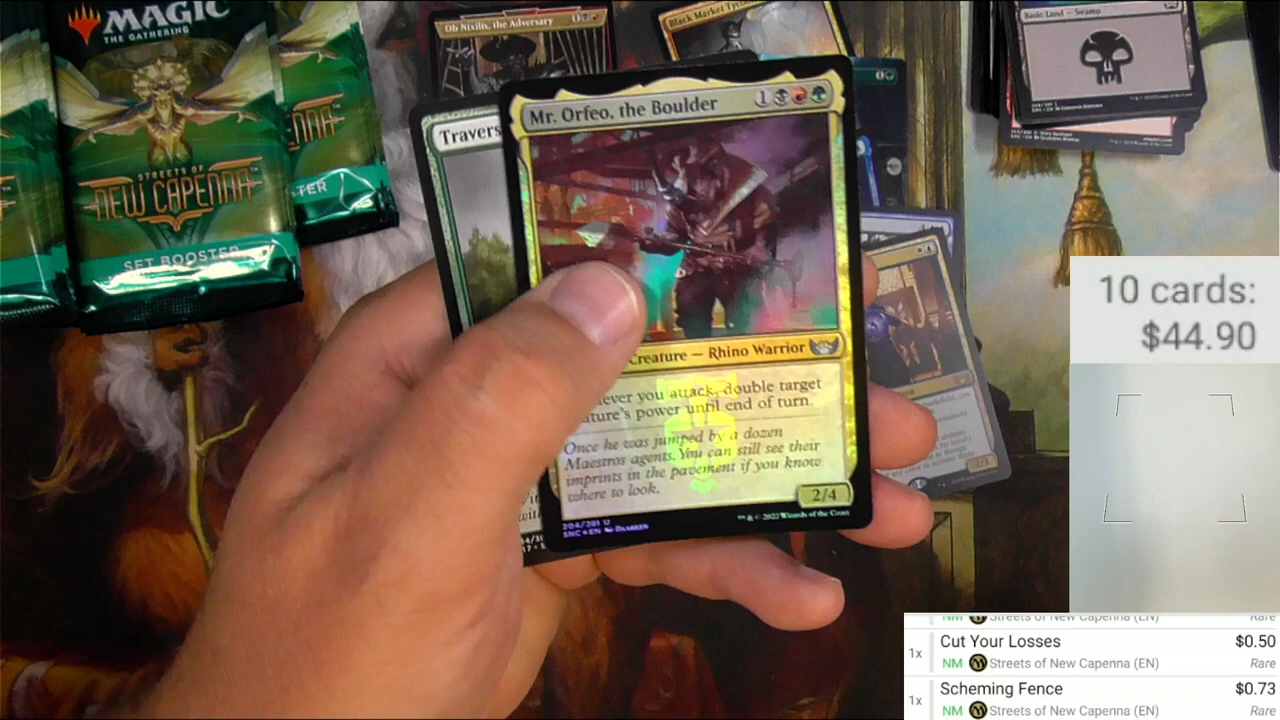 MAGIC
THE GATHERING
STREETS OF
NEW CAPENNA
SET BOOSTER
Ob Nixilis, the Adversary
Black Market
Basic Land — Swamp
Travers
Mr. Orfeo, the Boulder
1
Creature — Rhino Warrior
never you attack, double target
ature's power until end of turn.
Once he was jumped by a dozen
Maestros agents. You can still see their
imprints in the pavement if you know
where to look.
2/4
204/281 U
SNC • EN
™ & © 2022 Wizards of the Coast
10 cards:
$44.90
Streets of New Capenna (EN)
Rare
1x
Cut Your Losses
$0.50
NM
Streets of New Capenna (EN)
Rare
1x
Scheming Fence
$0.73
NM
Streets of New Capenna (EN)
Rare